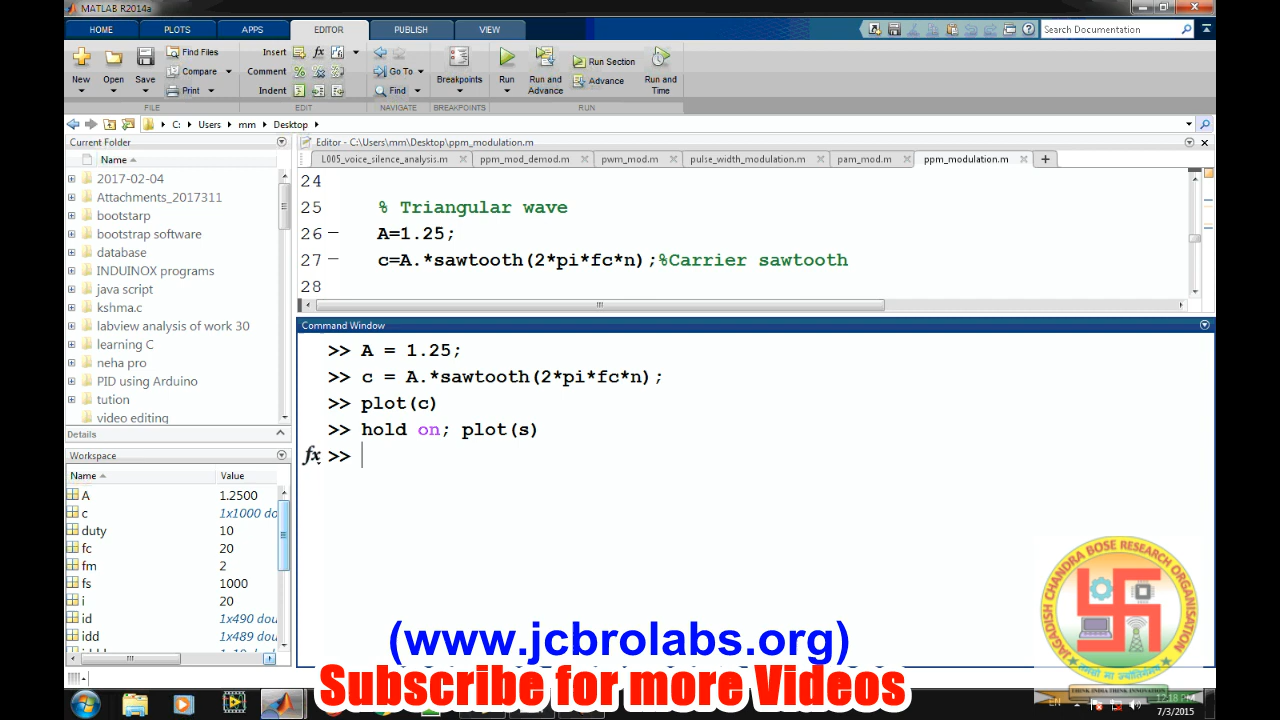 MATLAB R2014a
HOME PLOTS APPS EDITOR PUBLISH VIEW
Search Documentation
New Open Save
Find Files
Compare
Print
Insert
Comment
Indent
Go To
Find
Breakpoints
Run
Run and Advance
Run Section
Advance
Run and Time
FILE EDIT NAVIGATE BREAKPOINTS RUN
C: Users mm Desktop
Current Folder
Name
2017-02-04
Attachments_2017311
bootstarp
bootstrap software
database
INDUINOX programs
java script
kshma.c
labview analysis of work 30
learning C
neha pro
PID using Arduino
tution
video editing
Details
Workspace
Name Value
A 1.2500
c 1x1000 do
duty 10
fc 20
fm 2
fs 1000
i 20
id 1x490 dou
idd 1x489 dou
Editor - C:\Users\mm\Desktop\ppm_modulation.m
L005_voice_silence_analysis.m ppm_mod_demod.m pwm_mod.m pulse_width_modulation.m pam_mod.m ppm_modulation.m
24
25 % Triangular wave
26 A=1.25;
27 c=A.*sawtooth(2*pi*fc*n);%Carrier sawtooth
28
Command Window
>> A = 1.25;
>> c = A.*sawtooth(2*pi*fc*n);
>> plot(c)
>> hold on; plot(s)
fx >>
JAGADISH CHANDRA BOSE RESEARCH ORGANISATION
THINK INDIA THINK INNOVATION
(www.jcbrolabs.org)
Subscribe for more Videos
EN
12:18 PM
7/3/2015